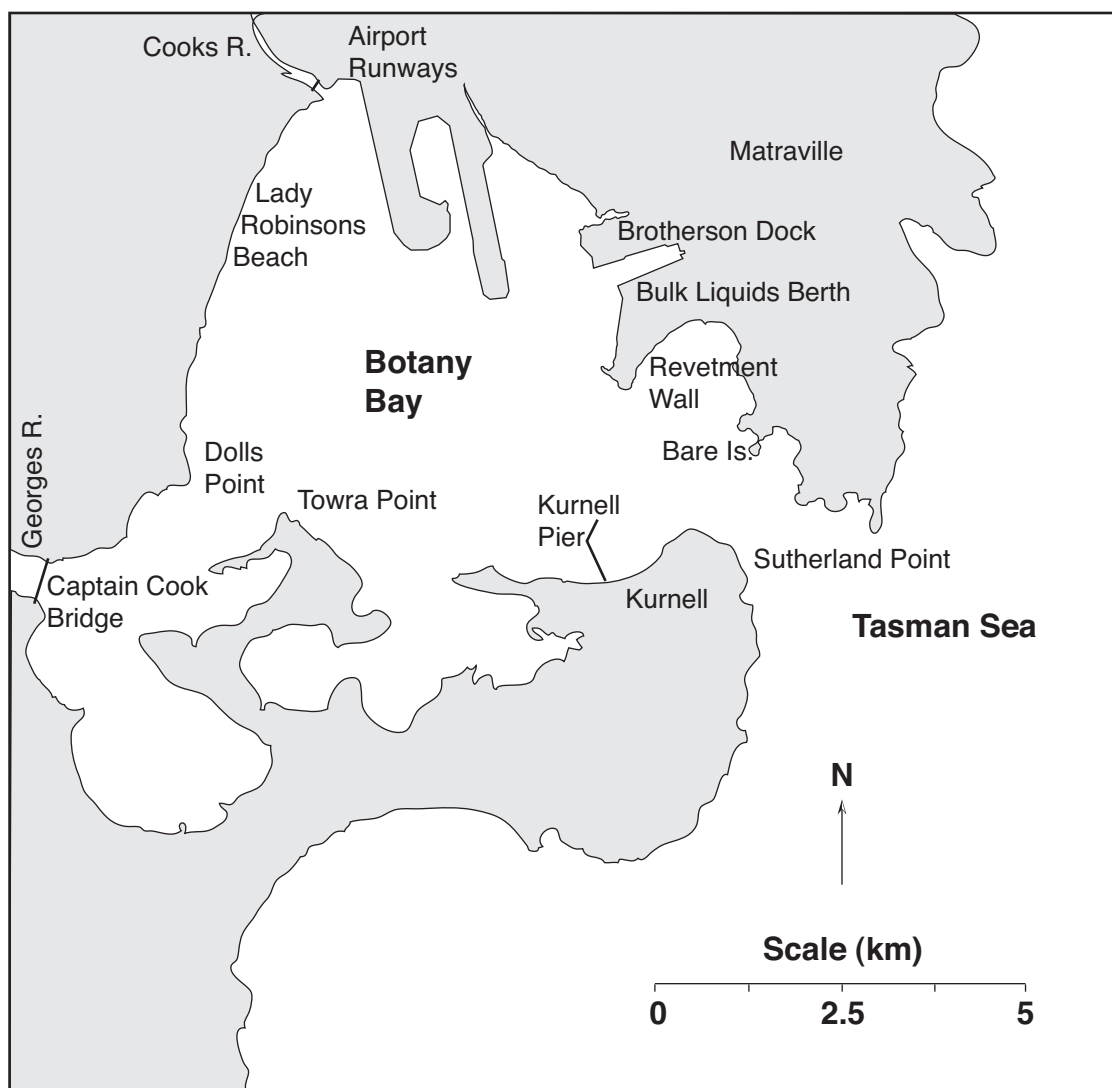 Cooks R.
Airport
Runways
Matraville
Lady
Robinsons
Beach
Brotherson Dock
Bulk Liquids Berth
Botany
Bay
Revetment
Wall
Bare Is.
Georges R.
Dolls
Point
Towra Point
Kurnell
Pier
Sutherland Point
Captain Cook
Bridge
Kurnell
Tasman Sea
N
Scale (km)
0
2.5
5